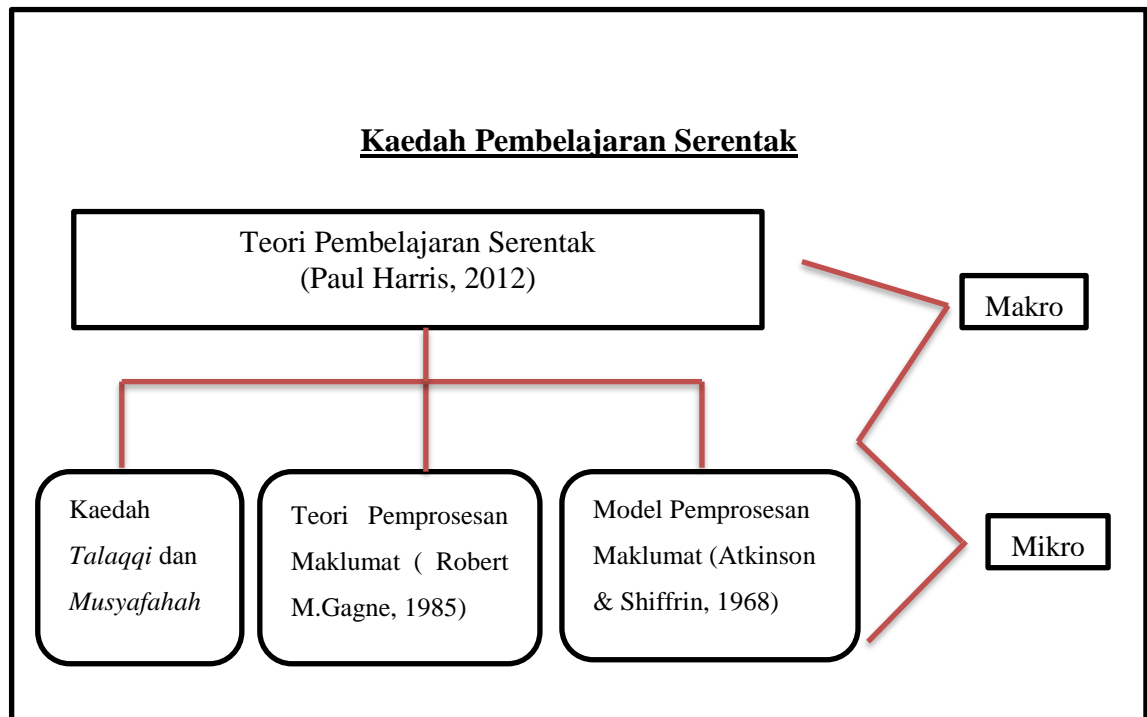 Kaedah Pembelajaran Serentak
Teori Pembelajaran Serentak
(Paul Harris, 2012)
Makro
Kaedah
Talaqqi dan
Musyafahah
Teori Pemprosesan
Maklumat ( Robert
M.Gagne, 1985)
Model Pemprosesan
Maklumat (Atkinson
& Shiffrin, 1968)
Mikro